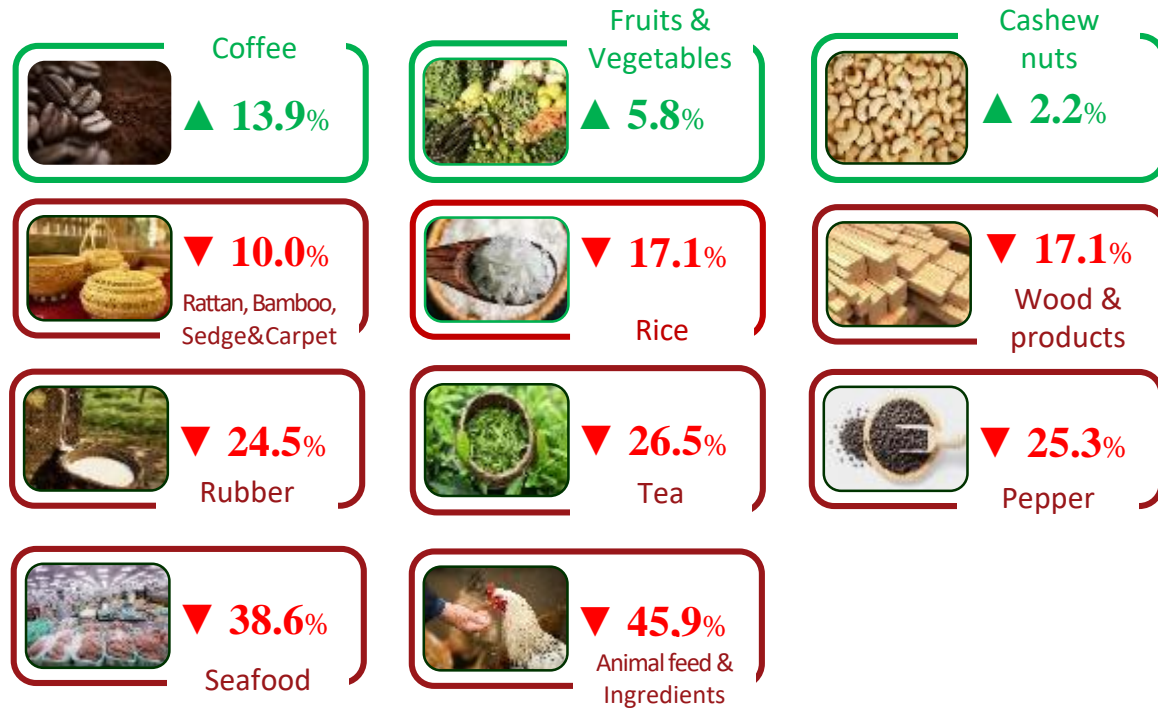 Coffee
▲ 13.9%
Fruits &
Vegetables
▲ 5.8%
Cashew
nuts
▲ 2.2%
▼ 10.0%
Rattan, Bamboo,
Sedge&Carpet
▼ 17.1%
Rice
▼ 17.1%
Wood &
products
▼ 24.5%
Rubber
▼ 26.5%
Tea
▼ 25.3%
Pepper
▼ 38.6%
Seafood
▼ 45.9%
Animal feed &
Ingredients